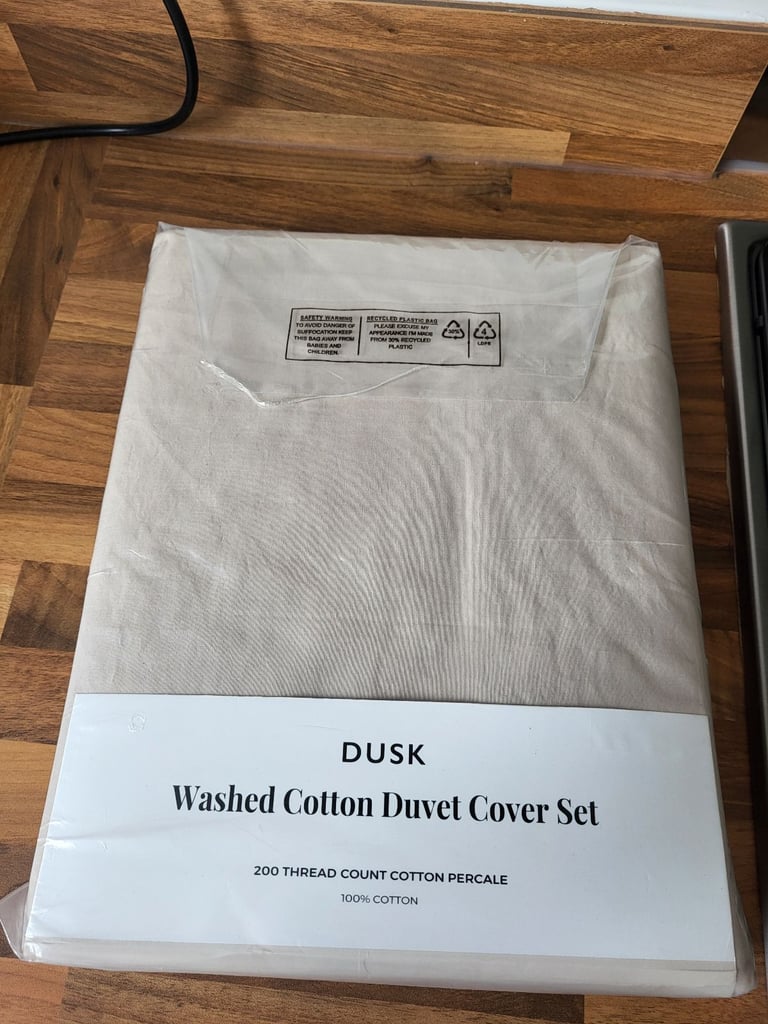 SAFETY WARNING
TO AVOID DANGER OF
SUFFOCATION KEEP
THIS BAG AWAY FROM
BABIES AND
CHILDREN.
RECYCLED PLASTIC BAG
PLEASE EXCUSE MY
APPEARANCE I'M MADE
FROM 30% RECYCLED
PLASTIC
30%
4
LDPE
DUSK
Washed Cotton Duvet Cover Set
200 THREAD COUNT COTTON PERCALE
100% COTTON